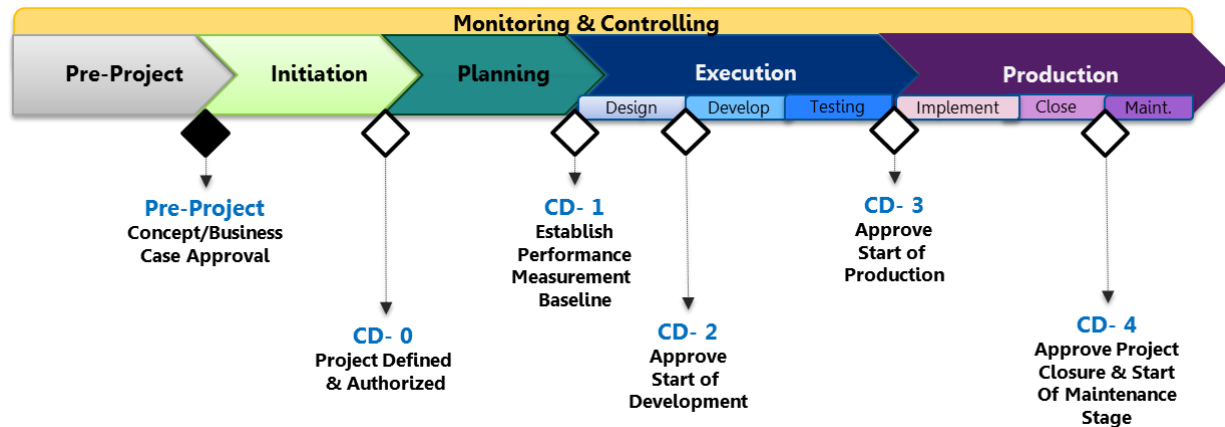 Monitoring & Controlling
Pre-Project
Initiation
Planning
Execution
Production
Design
Develop
Testing
Implement
Close
Maint.
Pre-Project
Concept/Business
Case Approval
CD- 0
Project Defined
& Authorized
CD- 1
Establish
Performance
Measurement
Baseline
CD- 2
Approve
Start of
Development
CD- 3
Approve
Start of
Production
CD- 4
Approve Project
Closure & Start
Of Maintenance
Stage